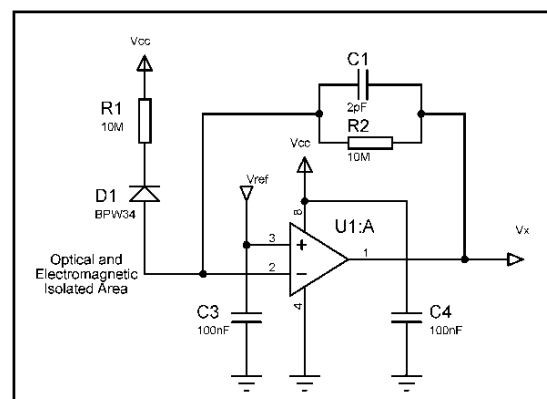 Vcc
R1
10M
D1
BPW34
Optical and
Electromagnetic
Isolated Area
C1
2pF
R2
10M
Vcc
Vref
8
U1:A
3
2
1
4
Vx
C3
100nF
C4
100nF